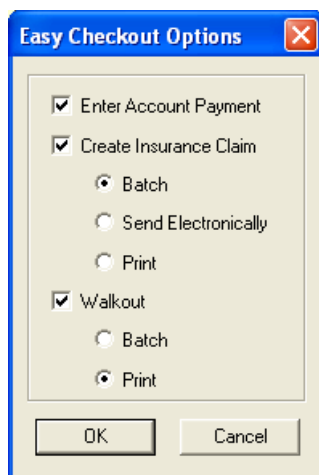 Easy Checkout Options
Enter Account Payment
Create Insurance Claim
Batch
Send Electronically
Print
Walkout
Batch
Print
OK Cancel